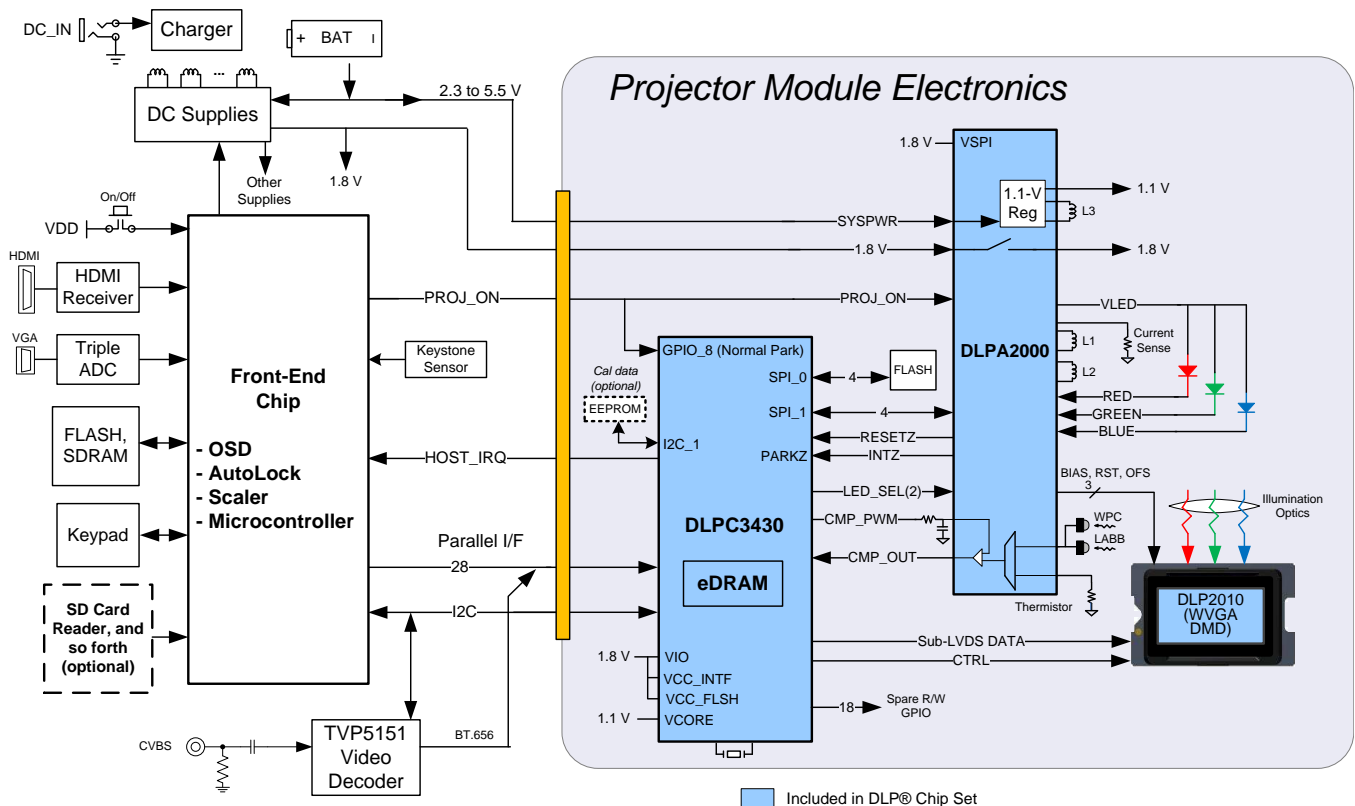 DC_IN
Charger
+ BAT I
Projector Module Electronics
...
DC Supplies
2.3 to 5.5 V
Other
Supplies
1.8 V
On/Off
VDD
HDMI
HDMI
Receiver
VGA
Triple
ADC
FLASH,
SDRAM
Keypad
SD Card
Reader, and
so forth
(optional)
Front-End
Chip
- OSD
- AutoLock
- Scaler
- Microcontroller
PROJ_ON
Keystone
Sensor
HOST_IRQ
Parallel I/F
28
I2C
CVBS
TVP5151
Video
Decoder
BT.656
SYSPWR
1.8 V
PROJ_ON
Cal data
(optional)
EEPROM
GPIO_8 (Normal Park)
SPI_0
4
FLASH
SPI_1
4
I2C_1
RESETZ
PARKZ
INTZ
LED_SEL(2)
DLPC3430
CMP_PWM
CMP_OUT
eDRAM
1.8 V
VIO
VCC_INTF
VCC_FLSH
1.1 V
VCORE
Sub-LVDS DATA
CTRL
18
Spare R/W
GPIO
1.8 V
VSPI
1.1-V
Reg
1.1 V
L3
1.8 V
VLED
DLPA2000
Current
Sense
L1
L2
RED
GREEN
BLUE
BIAS, RST, OFS
3
WPC
LABB
Thermistor
Illumination
Optics
DLP2010
(WVGA
DMD)
Included in DLP® Chip Set